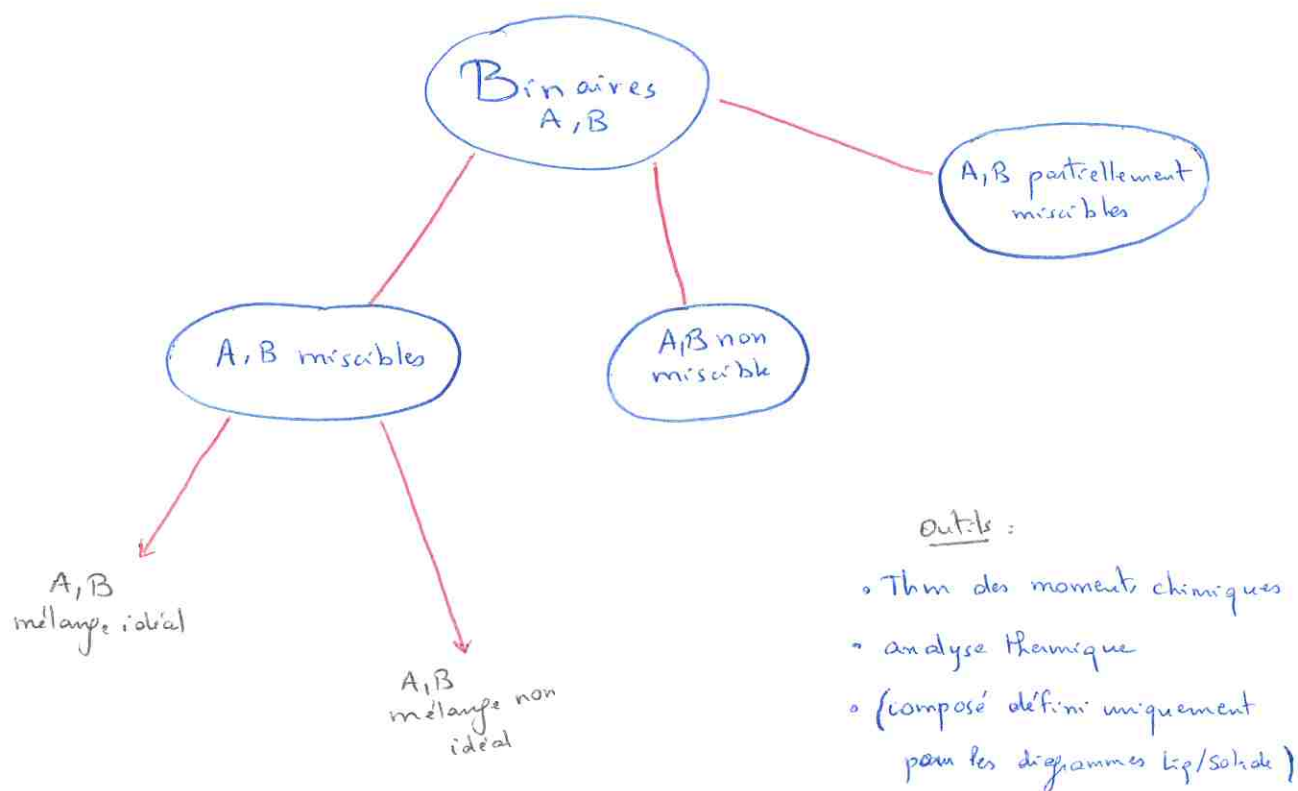 Binaires
A, B
A, B partiellement
miscibles
A, B miscibles
A, B non
miscible
A, B
mélange idéal
A, B
mélange non
idéal
Outils :
• Thm des moments chimiques
• analyse thermique
• (composé défini uniquement
pour les diagrammes Liq/Solide)